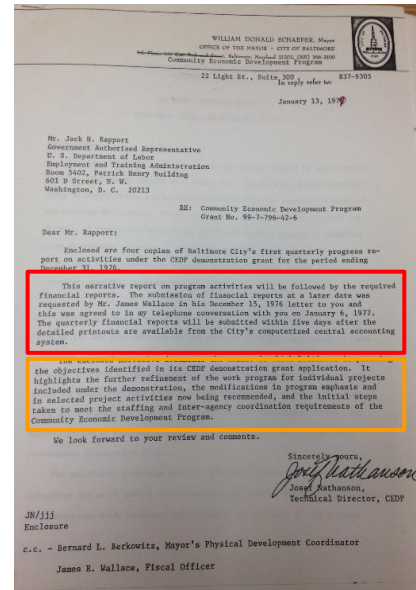 WILLIAM DONALD SCHAEFER, Mayor
OFFICE OF THE MAYOR - CITY OF BALTIMORE
Baltimore, Maryland 21202, (301) 396-3100
Community Economic Development Program
22 Light St., Suite 300, 837-9305
In reply refer to:
January 13, 1977
Mr. Jack H. Rapport
Government Authorized Representative
U. S. Department of Labor
Employment and Training Administration
Room 5402, Patrick Henry Building
601 D Street, N. W.
Washington, D. C. 20213
RE: Community Economic Development Program
Grant No. 99-7-796-42-6
Dear Mr. Rapport:
Enclosed are four copies of Baltimore City's first quarterly progress re-
port on activities under the CEDP demonstration grant for the period ending
December 31, 1976.
This narrative report on program activities will be followed by the required
financial reports. The submission of financial reports at a later date was
requested by Mr. James Wallace in his December 15, 1976 letter to you and
this was agreed to in my telephone conversation with you on January 6, 1977.
The quarterly financial reports will be submitted within five days after the
detailed printouts are available from the City's computerized central accounting
system.
the objectives identified in its CEDP demonstration grant application. It
highlights the further refinement of the work program for individual projects
included under the demonstration, the modifications in program emphasis and
in selected project activities now being recommended, and the initial steps
taken to meet the staffing and inter-agency coordination requirements of the
Community Economic Development Program.
We look forward to your review and comments.
Sincerely yours,
Josef Nathanson
Josef Nathanson,
Technical Director, CEDP
JN/jjj
Enclosure
c.c. - Bernard L. Berkowitz, Mayor's Physical Development Coordinator
James R. Wallace, Fiscal Officer